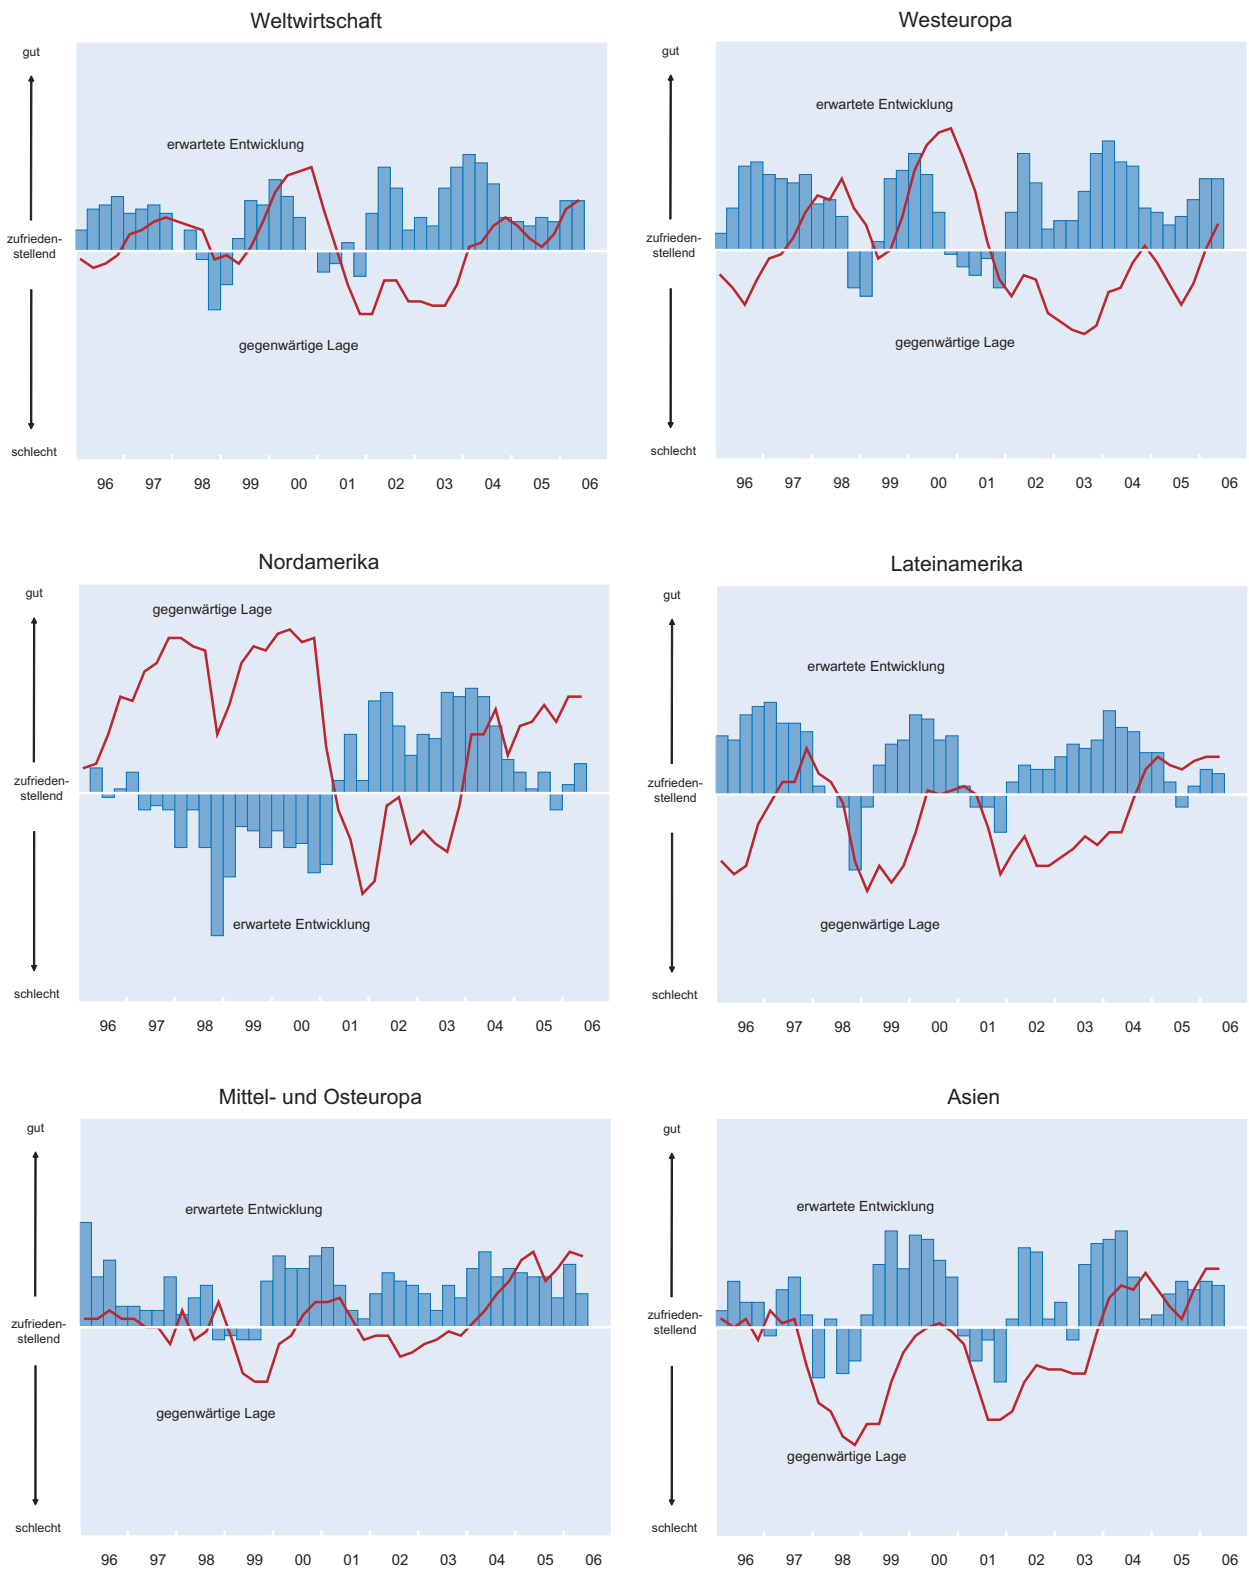 Weltwirtschaft
gut
erwartete Entwicklung
zufrieden-
stellend
gegenwärtige Lage
schlecht
96 97 98 99 00 01 02 03 04 05 06
Westeuropa
gut
erwartete Entwicklung
zufrieden-
stellend
gegenwärtige Lage
schlecht
96 97 98 99 00 01 02 03 04 05 06
Nordamerika
gut
gegenwärtige Lage
zufrieden-
stellend
erwartete Entwicklung
schlecht
96 97 98 99 00 01 02 03 04 05 06
Lateinamerika
gut
erwartete Entwicklung
zufrieden-
stellend
gegenwärtige Lage
schlecht
96 97 98 99 00 01 02 03 04 05 06
Mittel- und Osteuropa
gut
erwartete Entwicklung
zufrieden-
stellend
gegenwärtige Lage
schlecht
96 97 98 99 00 01 02 03 04 05 06
Asien
gut
erwartete Entwicklung
zufrieden-
stellend
gegenwärtige Lage
schlecht
96 97 98 99 00 01 02 03 04 05 06